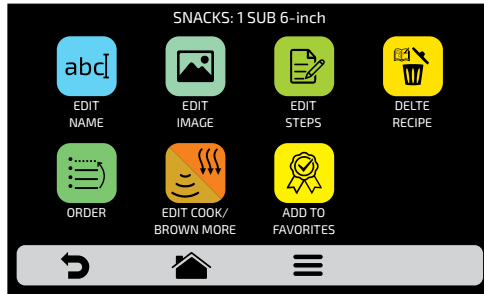 SNACKS: 1 SUB 6-inch
abc
EDIT
NAME
EDIT
IMAGE
EDIT
STEPS
DELTE
RECIPE
ORDER
EDIT COOK/
BROWN MORE
ADD TO
FAVORITES